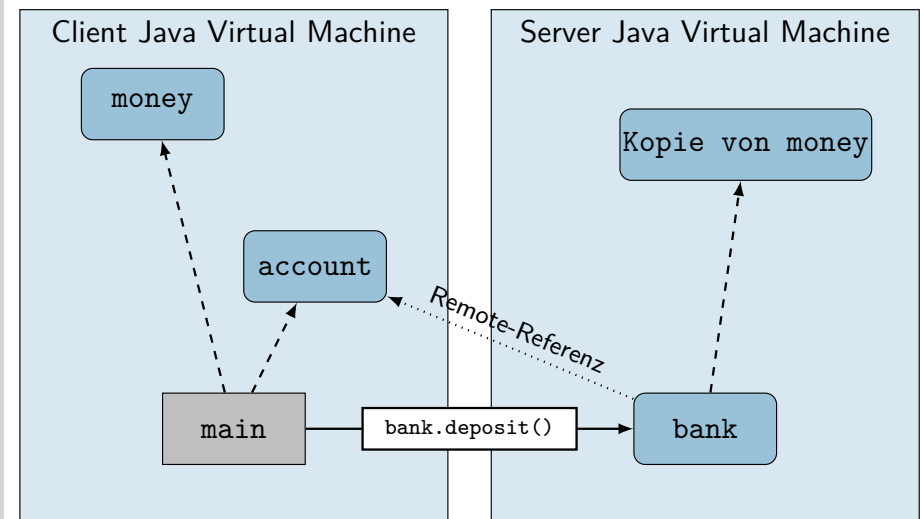 Client Java Virtual Machine
Server Java Virtual Machine
money
Kopie von money
account
Remote-Referenz
main
bank.deposit()
bank